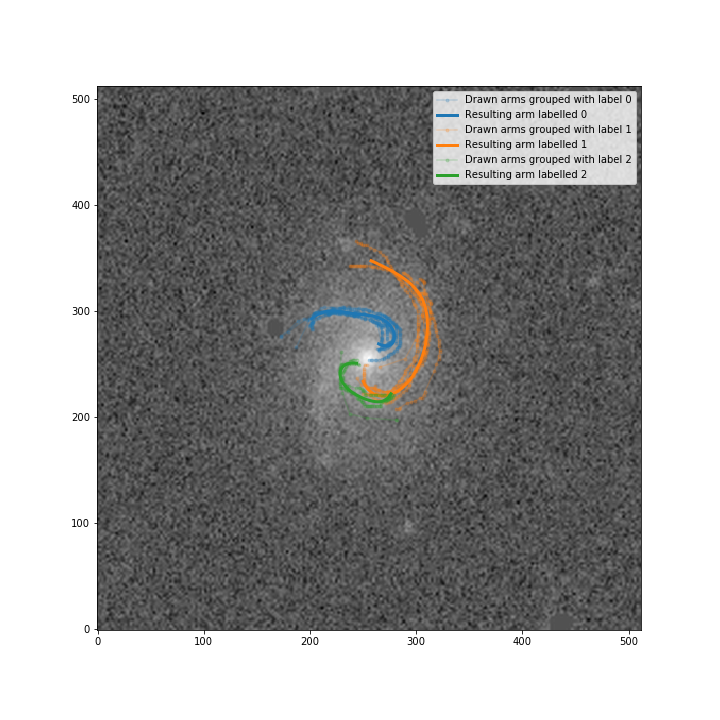 Drawn arms grouped with label 0
Resulting arm labelled 0
Drawn arms grouped with label 1
Resulting arm labelled 1
Drawn arms grouped with label 2
Resulting arm labelled 2
500
400
300
200
100
0
0 100 200 300 400 500